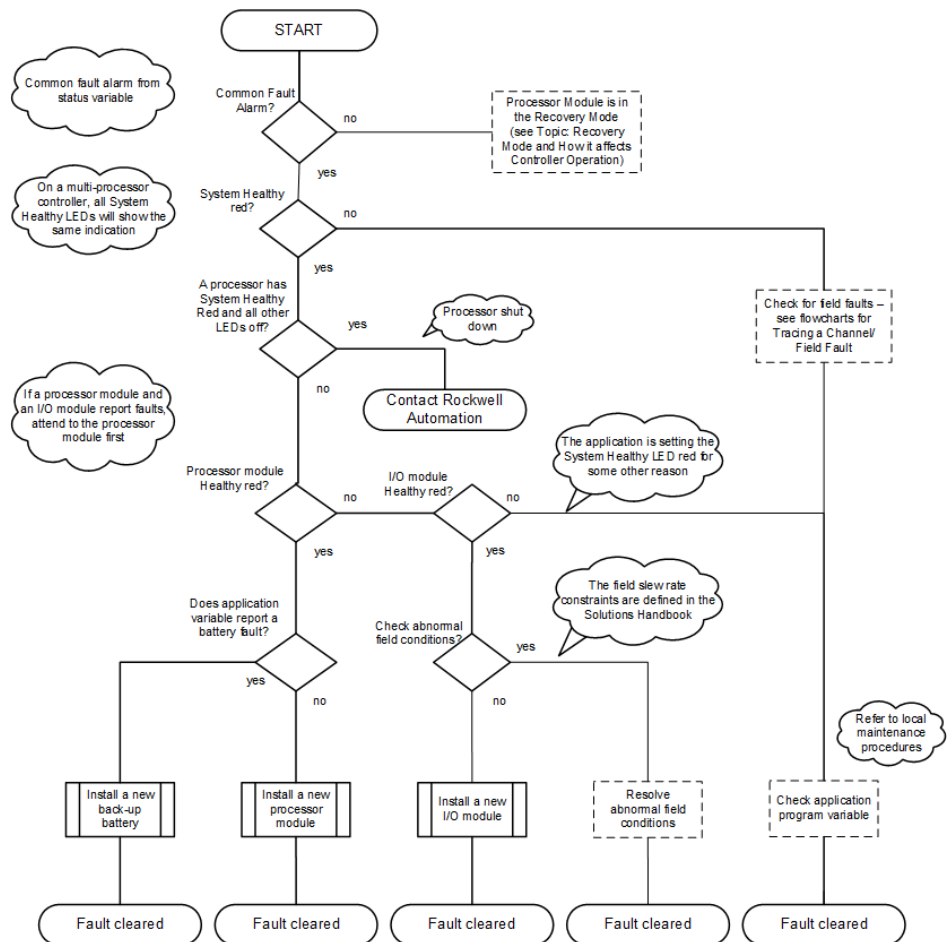 START
Common fault alarm from
status variable
Common Fault
Alarm?
no
Processor Module is in
the Recovery Mode
(see Topic: Recovery
Mode and How it affects
Controller Operation)
yes
On a multi-processor
controller, all System
Healthy LEDs will show the
same indication
System Healthy
red?
no
yes
A processor has
System Healthy
Red and all other
LEDs off?
yes
Processor shut
down
Check for field faults –
see flowcharts for
Tracing a Channel/
Field Fault
no
Contact Rockwell
Automation
If a processor module and
an I/O module report faults,
attend to the processor
module first
The application is setting the
System Healthy LED red for
some other reason
Processor module
Healthy red?
no
I/O module
Healthy red?
no
yes
yes
Does application
variable report a
battery fault?
Check abnormal
field conditions?
The field slew rate
constraints are defined in the
Solutions Handbook
yes
yes
no
no
Refer to local
maintenance
procedures
Install a new
back-up
battery
Install a new
processor
module
Install a new
I/O module
Resolve
abnormal field
conditions
Check application
program variable
Fault cleared
Fault cleared
Fault cleared
Fault cleared
Fault cleared